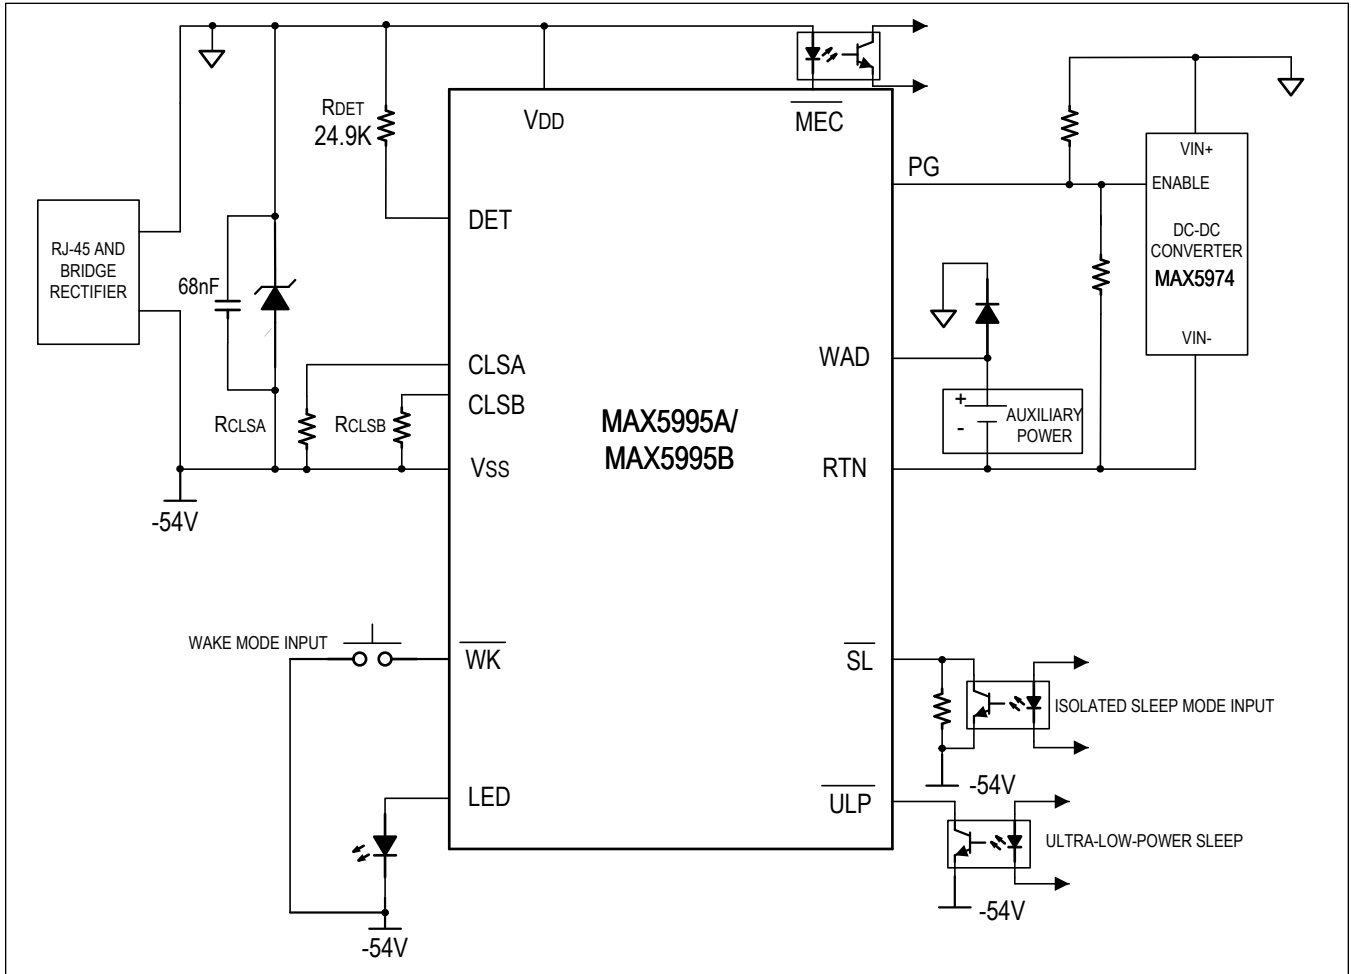 RDET
24.9K
VDD
MEC
PG
VIN+
ENABLE
DC-DC
CONVERTER
MAX5974
VIN-
DET
RJ-45 AND
BRIDGE
RECTIFIER
68nF
CLSA
CLSB
RCLSA
RCLSB
VSS
-54V
MAX5995A/
MAX5995B
WAD
+
-
AUXILIARY
POWER
RTN
WAKE MODE INPUT
WK
SL
ISOLATED SLEEP MODE INPUT
-54V
LED
ULP
ULTRA-LOW-POWER SLEEP
-54V
-54V